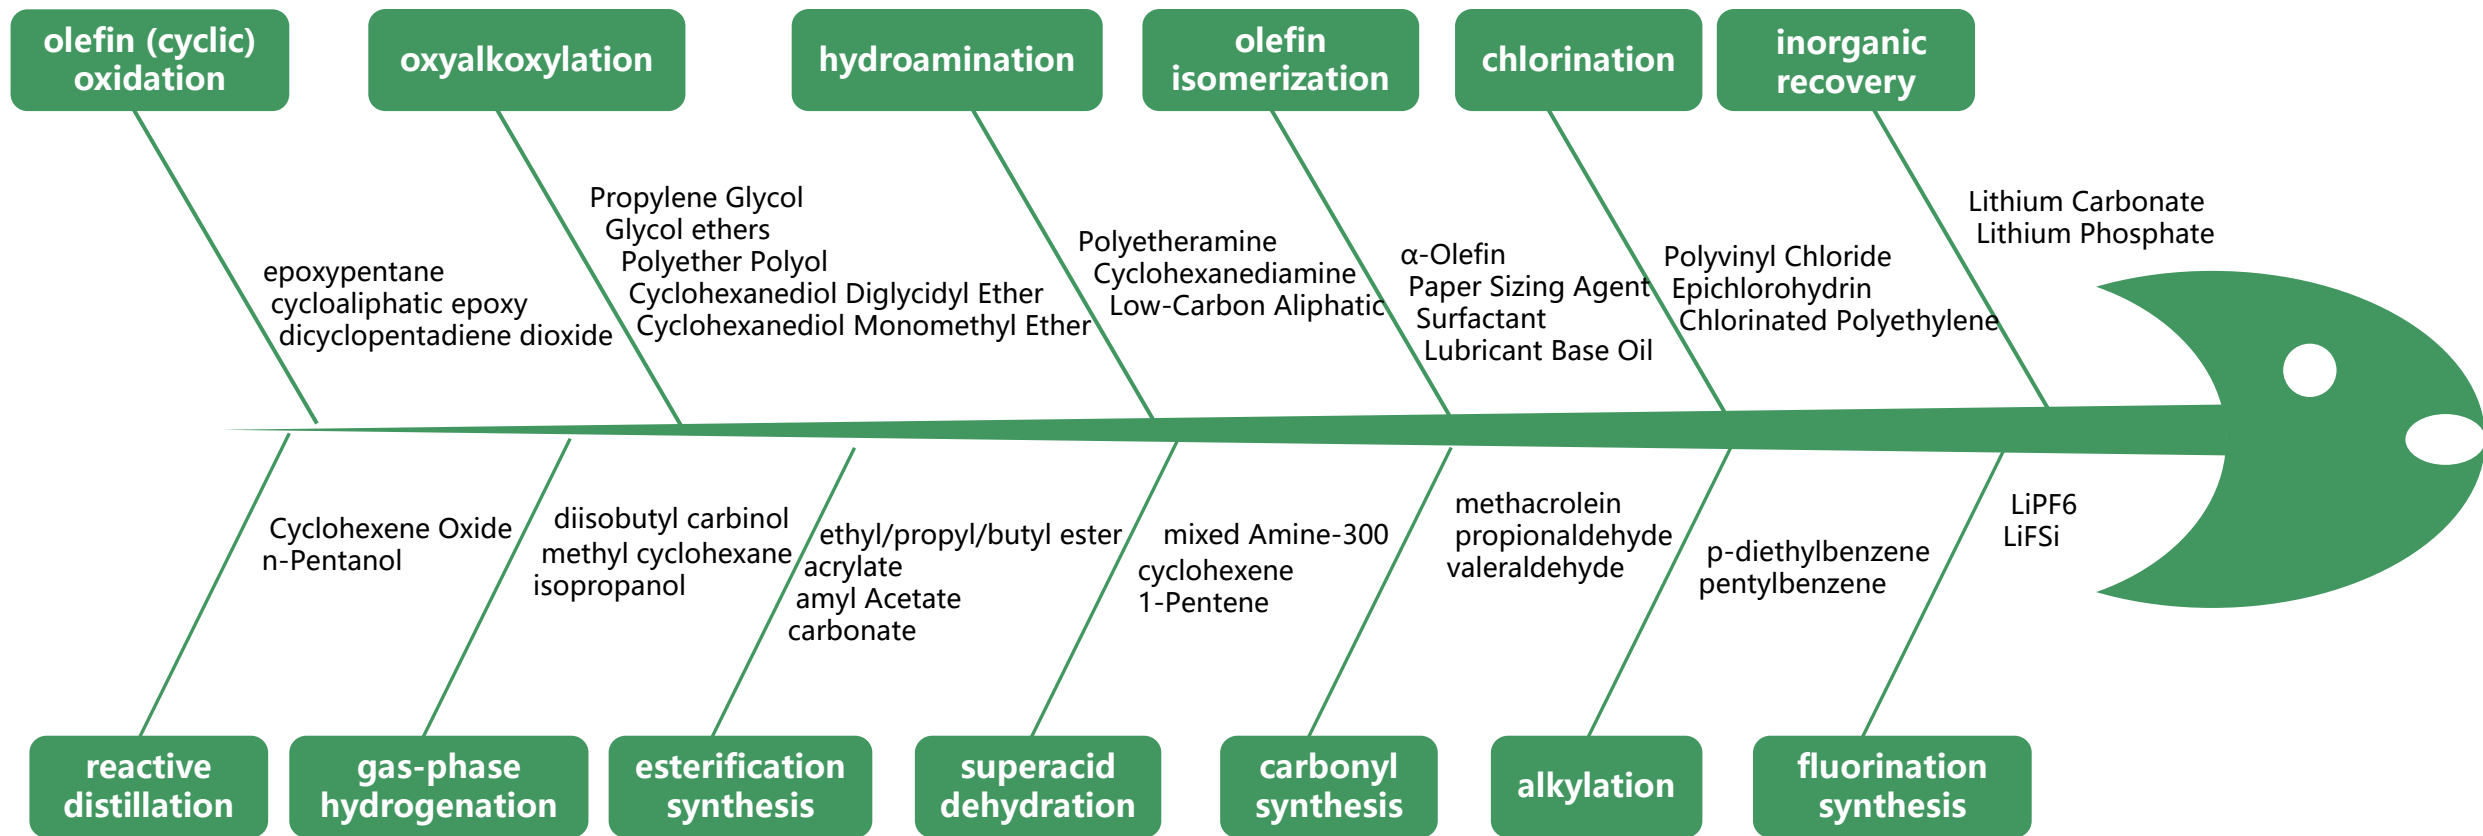 olefin (cyclic)
oxidation
oxyalkoxylation
hydroamination
olefin
isomerization
chlorination
inorganic
recovery
epoxypentane
cycloaliphatic epoxy
dicyclopentadiene dioxide
Propylene Glycol
Glycol ethers
Polyether Polyol
Cyclohexanediol Diglycidyl Ether
Cyclohexanediol Monomethyl Ether
Polyetheramine
Cyclohexanediamine
Low-Carbon Aliphatic
α-Olefin
Paper Sizing Agent
Surfactant
Lubricant Base Oil
Polyvinyl Chloride
Epichlorohydrin
Chlorinated Polyethylene
Lithium Carbonate
Lithium Phosphate
Cyclohexene Oxide
n-Pentanol
diisobutyl carbinol
methyl cyclohexane
isopropanol
ethyl/propyl/butyl ester
acrylate
amyl Acetate
carbonate
mixed Amine-300
cyclohexene
1-Pentene
methacrolein
propionaldehyde
valeraldehyde
p-diethylbenzene
pentylbenzene
LiPF6
LiFSi
reactive
distillation
gas-phase
hydrogenation
esterification
synthesis
superacid
dehydration
carbonyl
synthesis
alkylation
fluorination
synthesis